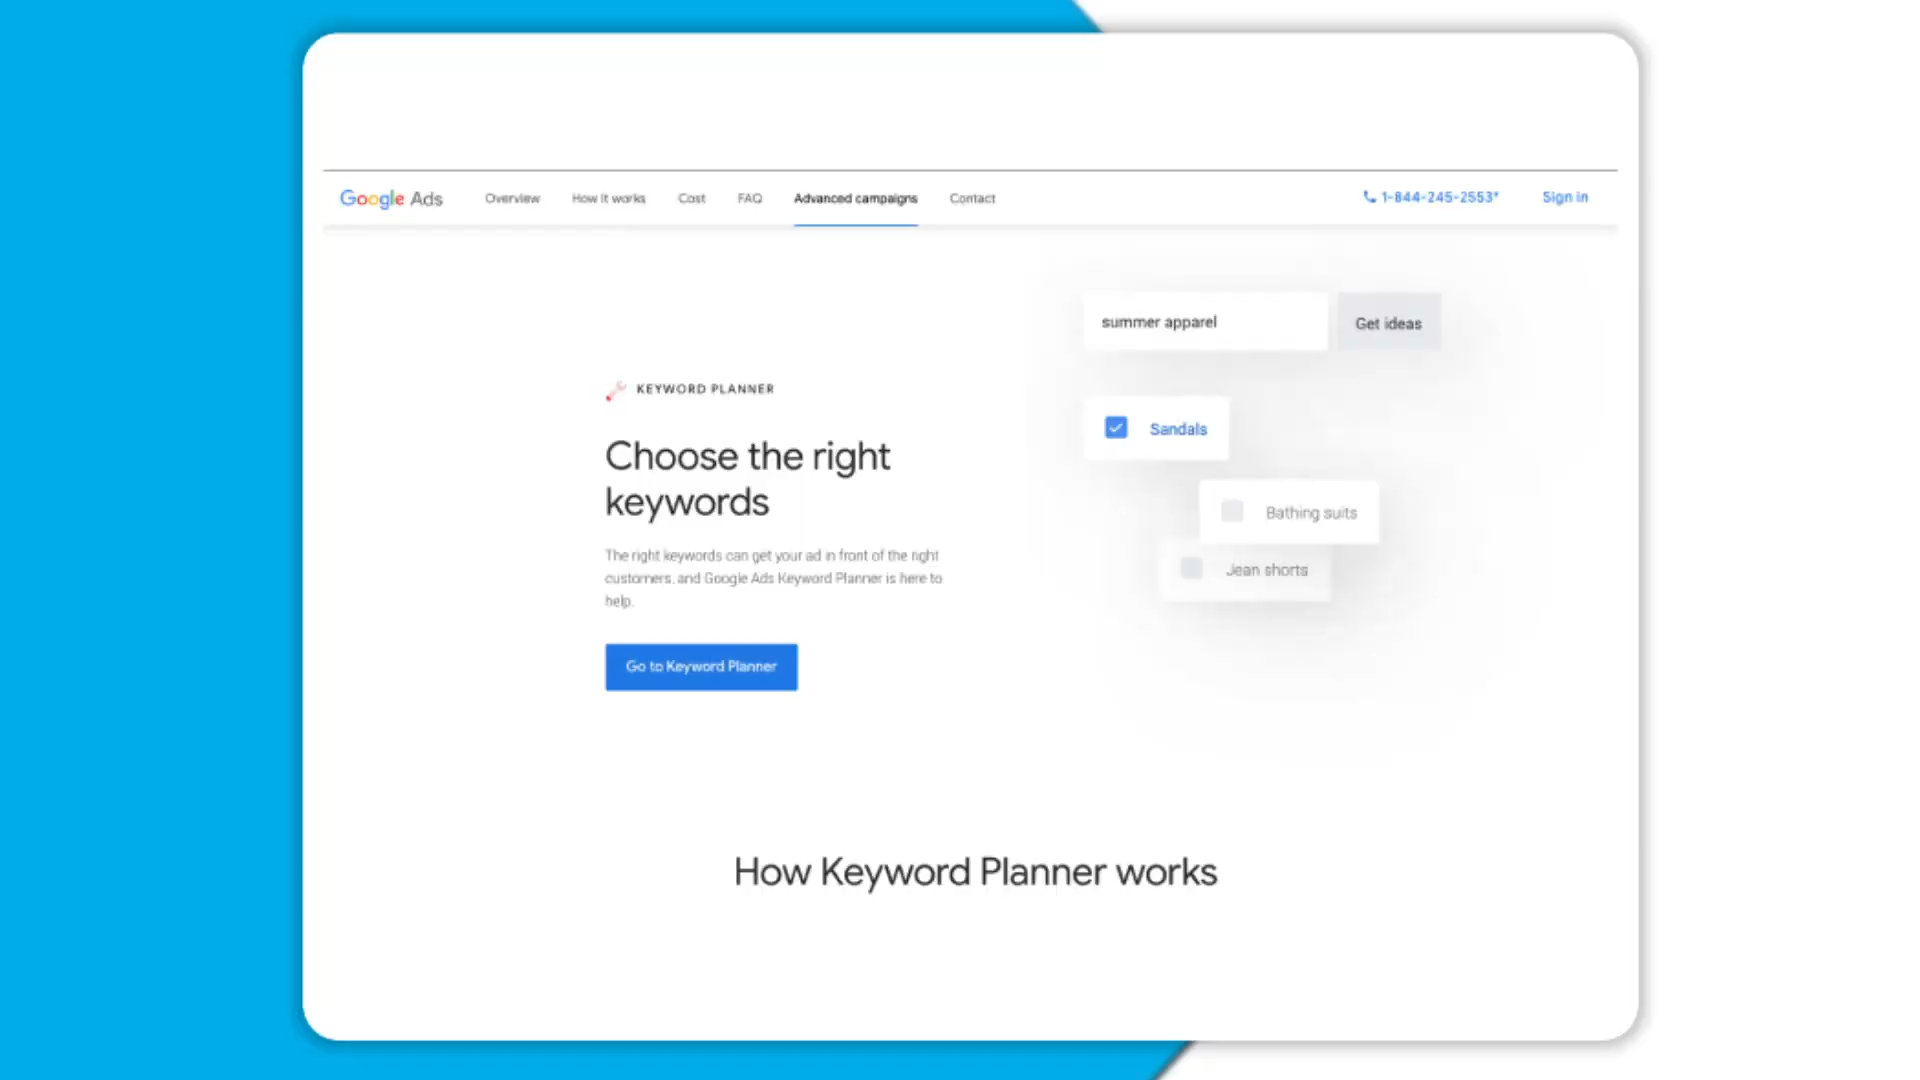 Google Ads Overview How it works Cost FAQ Advanced campaigns Contact 1-844-245-2553* Sign in
summer apparel Get ideas
KEYWORD PLANNER
Choose the right
keywords
The right keywords can get your ad in front of the right
customers, and Google Ads Keyword Planner is here to
help.
Go to Keyword Planner
Sandals
Bathing suits
Jean shorts
How Keyword Planner works